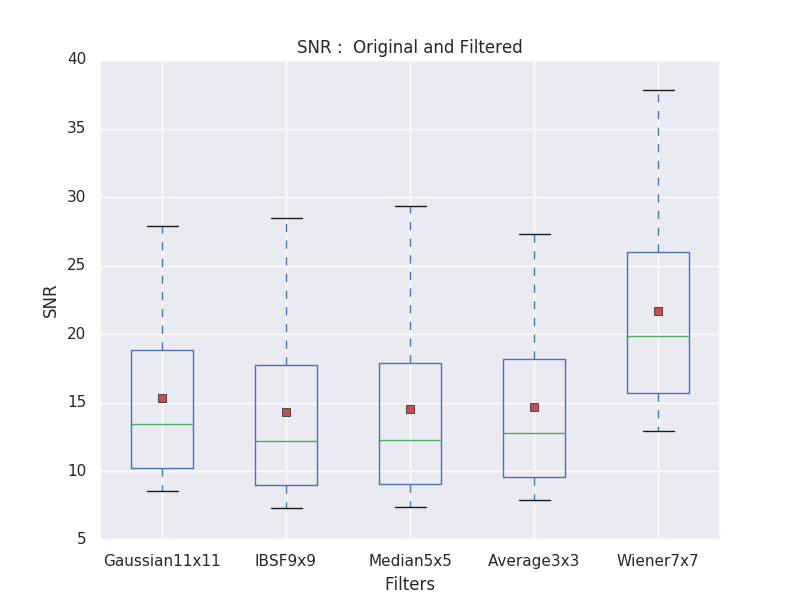 SNR :  Original and Filtered
40
35
30
25
20
15
10
5
SNR
Gaussian11x11 IBSF9x9 Median5x5 Average3x3 Wiener7x7
Filters